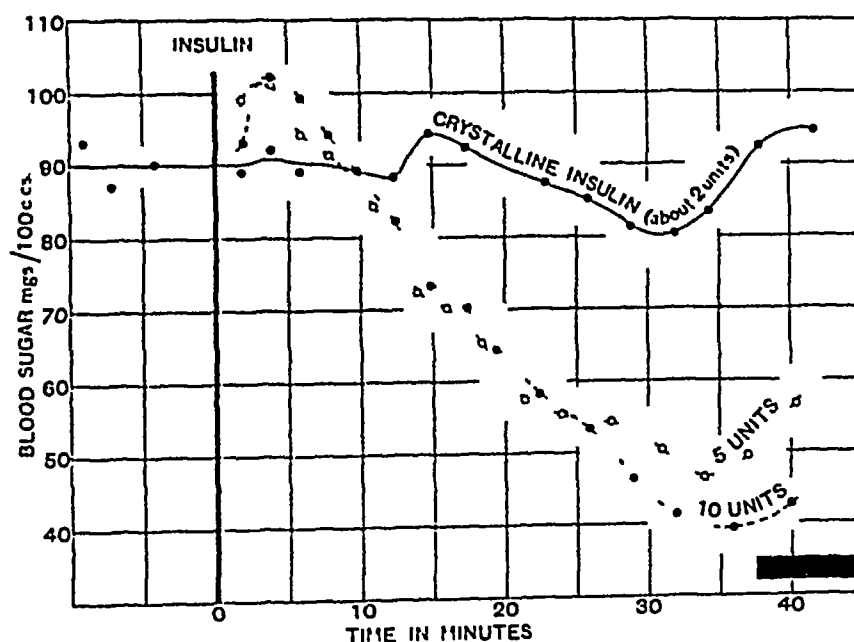 110
INSULIN
100
CRYSTALLINE INSULIN (about 2 units)
90
80
BLOOD SUGAR mgs/100c cs.
70
60
5 UNITS
50
10 UNITS
40
0
10
20
30
40
TIME IN MINUTES